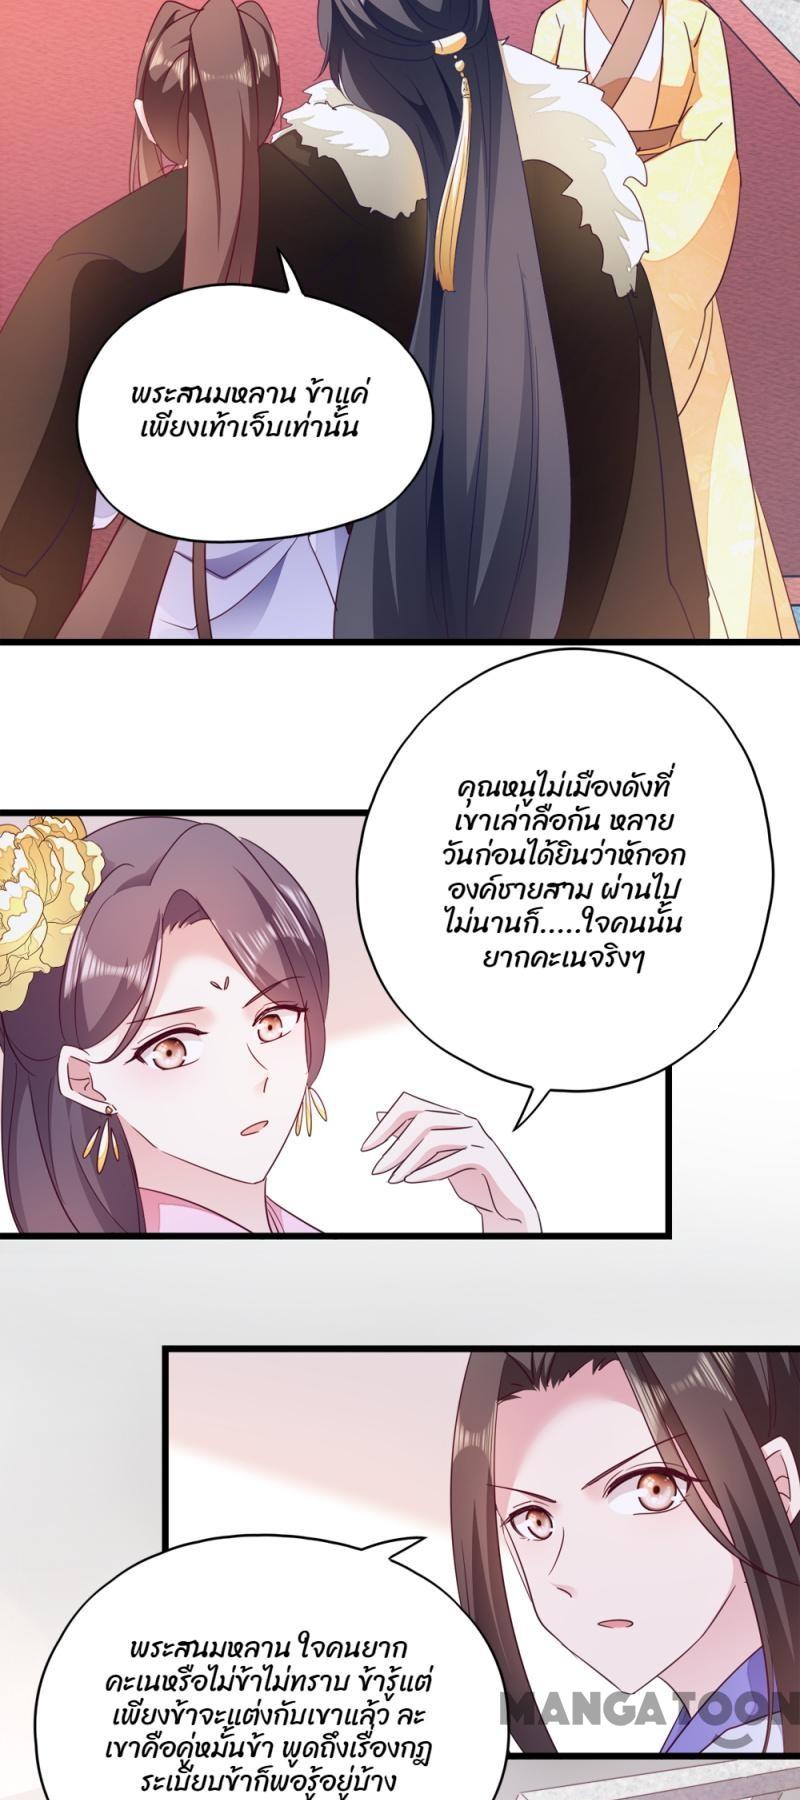 พระสนมหลาน ข้าแค่
เพียงเท้าเจ็บเท่านั้น
คุณหนูไม่เมืองดังที่
เขาเล่าลือกัน หลาย
วันก่อนได้ยินว่าหักอก
องค์ชายสาม ผ่านไป
ไม่นานก็.....ใจคนนั้น
ยากคะเนจริงๆ
พระสนมหลาน ใจคนยาก
คะเนหรือไม่ข้าไม่ทราบ ข้ารู้แต่
เพียงข้าจะแต่งกับเขาแล้ว ละ
เขาคือคู่หมั้นข้า พูดถึงเรื่องกฎ
ระเบียบข้าก็พอรู้อยู่บ้าง
MANGATOON